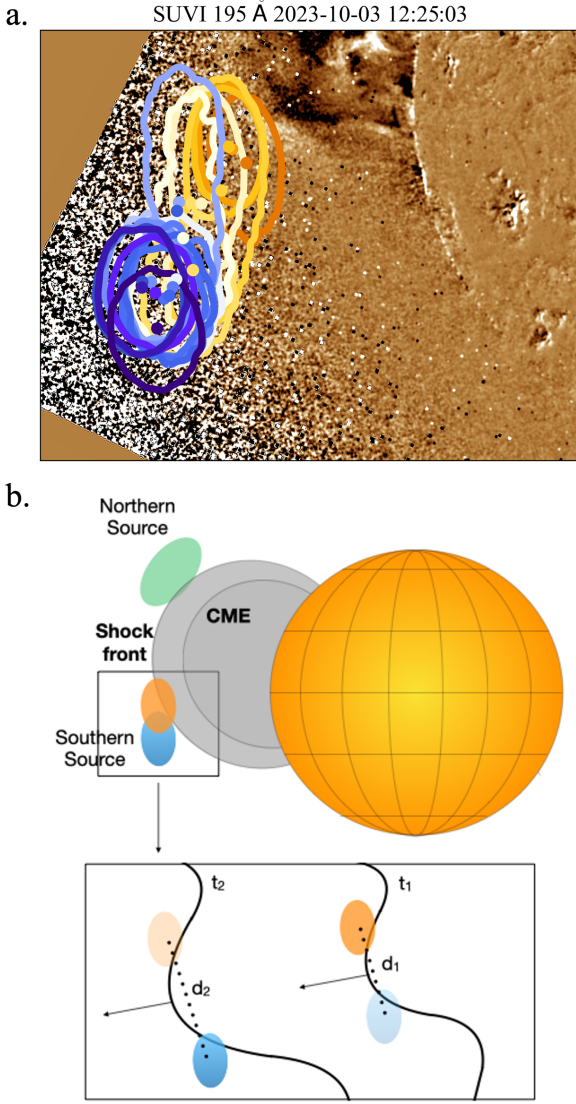 a.
SUVI 195 Å 2023-10-03 12:25:03
b.
Northern
Source
CME
Shock
front
Southern
Source
t₂
t₁
d₁
d₂